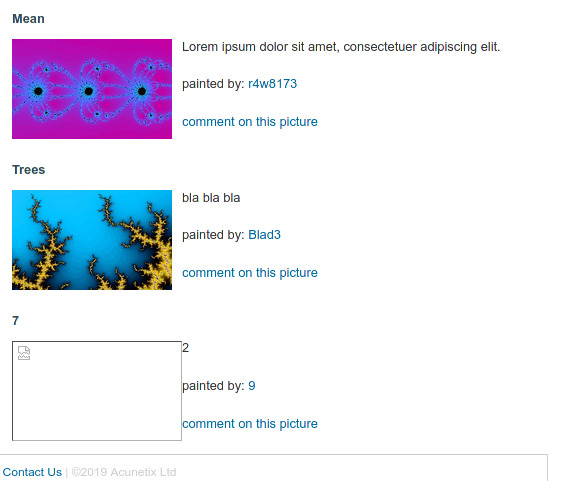 Mean
Lorem ipsum dolor sit amet, consectetuer adipiscing elit.
painted by: r4w8173
comment on this picture
Trees
bla bla bla
painted by: Blad3
comment on this picture
7
2
painted by: 9
comment on this picture
Contact Us | ©2019 Acunetix Ltd